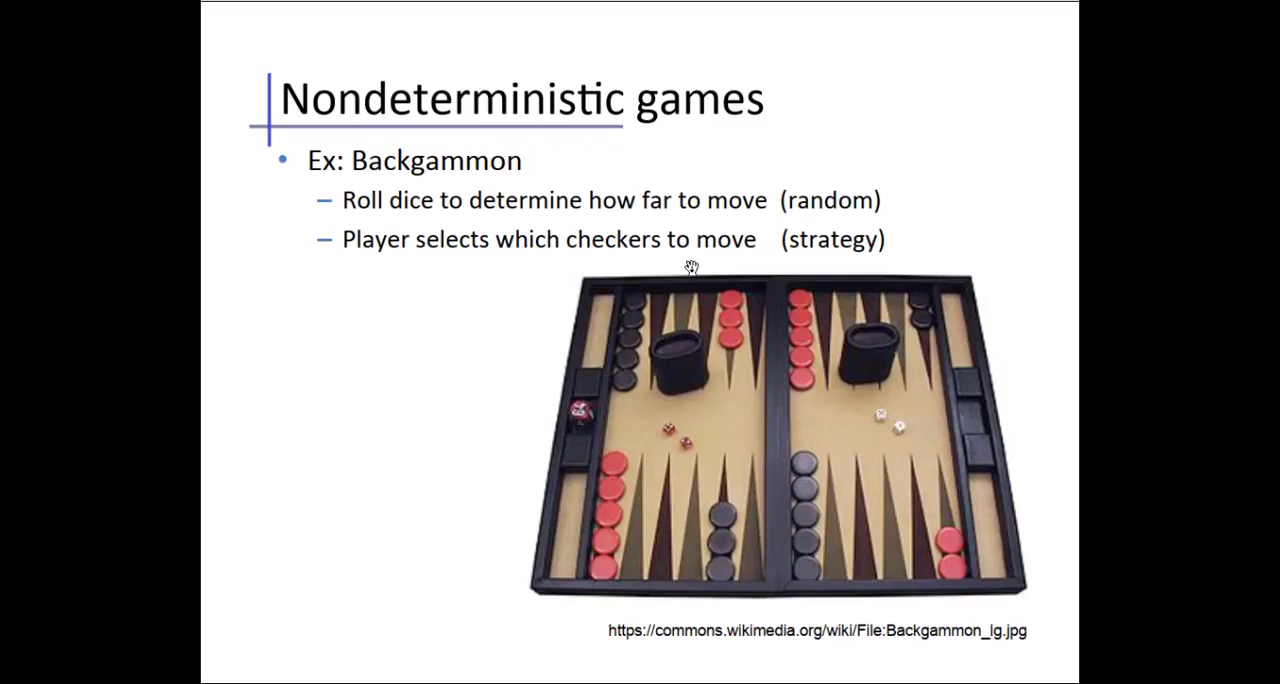 Nondeterministic games
• Ex: Backgammon
– Roll dice to determine how far to move (random)
– Player selects which checkers to move (strategy)
https://commons.wikimedia.org/wiki/File:Backgammon_lg.jpg